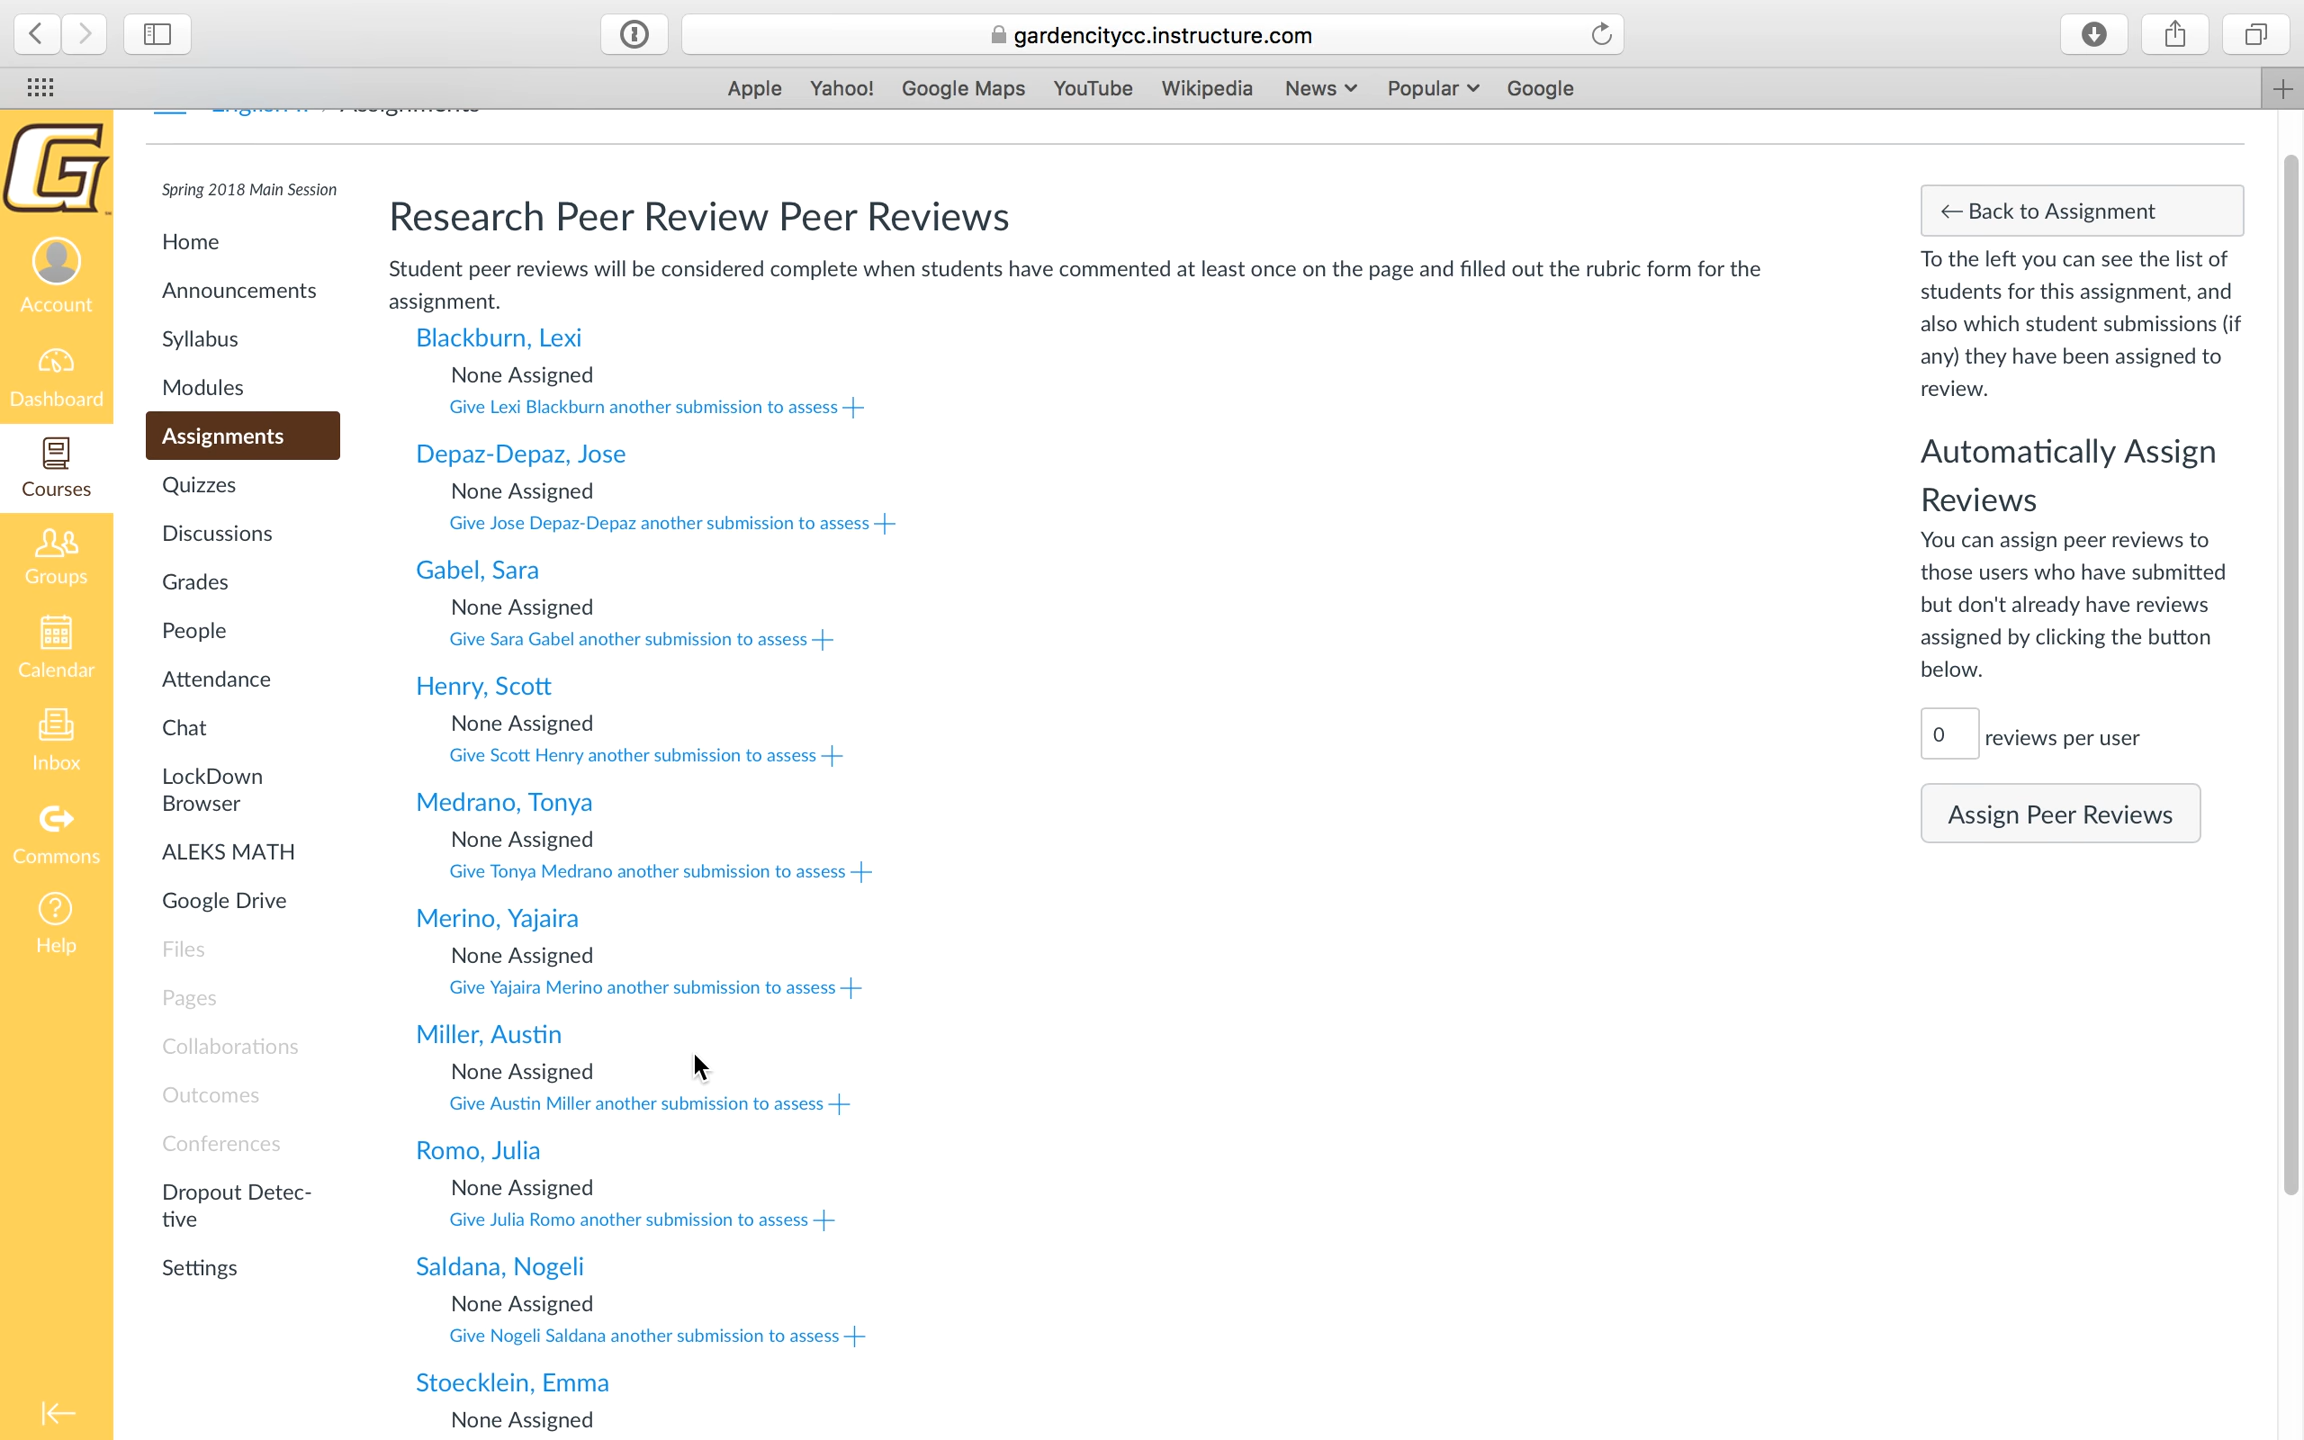 gardencitycc.instructure.com
Apple Yahoo! Google Maps YouTube Wikipedia News Popular Google
English Assignments
G
Account
Dashboard
Courses
Groups
Calendar
Inbox
Commons
Help
Spring 2018 Main Session
Home
Announcements
Syllabus
Modules
Assignments
Quizzes
Discussions
Grades
People
Attendance
Chat
LockDown
Browser
ALEKS MATH
Google Drive
Files
Pages
Collaborations
Outcomes
Conferences
Dropout Detec-
tive
Settings
Research Peer Review Peer Reviews
Student peer reviews will be considered complete when students have commented at least once on the page and filled out the rubric form for the
assignment.
Blackburn, Lexi
None Assigned
Give Lexi Blackburn another submission to assess
Depaz-Depaz, Jose
None Assigned
Give Jose Depaz-Depaz another submission to assess
Gabel, Sara
None Assigned
Give Sara Gabel another submission to assess
Henry, Scott
None Assigned
Give Scott Henry another submission to assess
Medrano, Tonya
None Assigned
Give Tonya Medrano another submission to assess
Merino, Yajaira
None Assigned
Give Yajaira Merino another submission to assess
Miller, Austin
None Assigned
Give Austin Miller another submission to assess
Romo, Julia
None Assigned
Give Julia Romo another submission to assess
Saldana, Nogeli
None Assigned
Give Nogeli Saldana another submission to assess
Stoecklein, Emma
None Assigned
← Back to Assignment
To the left you can see the list of
students for this assignment, and
also which student submissions (if
any) they have been assigned to
review.
Automatically Assign
Reviews
You can assign peer reviews to
those users who have submitted
but don't already have reviews
assigned by clicking the button
below.
0 reviews per user
Assign Peer Reviews